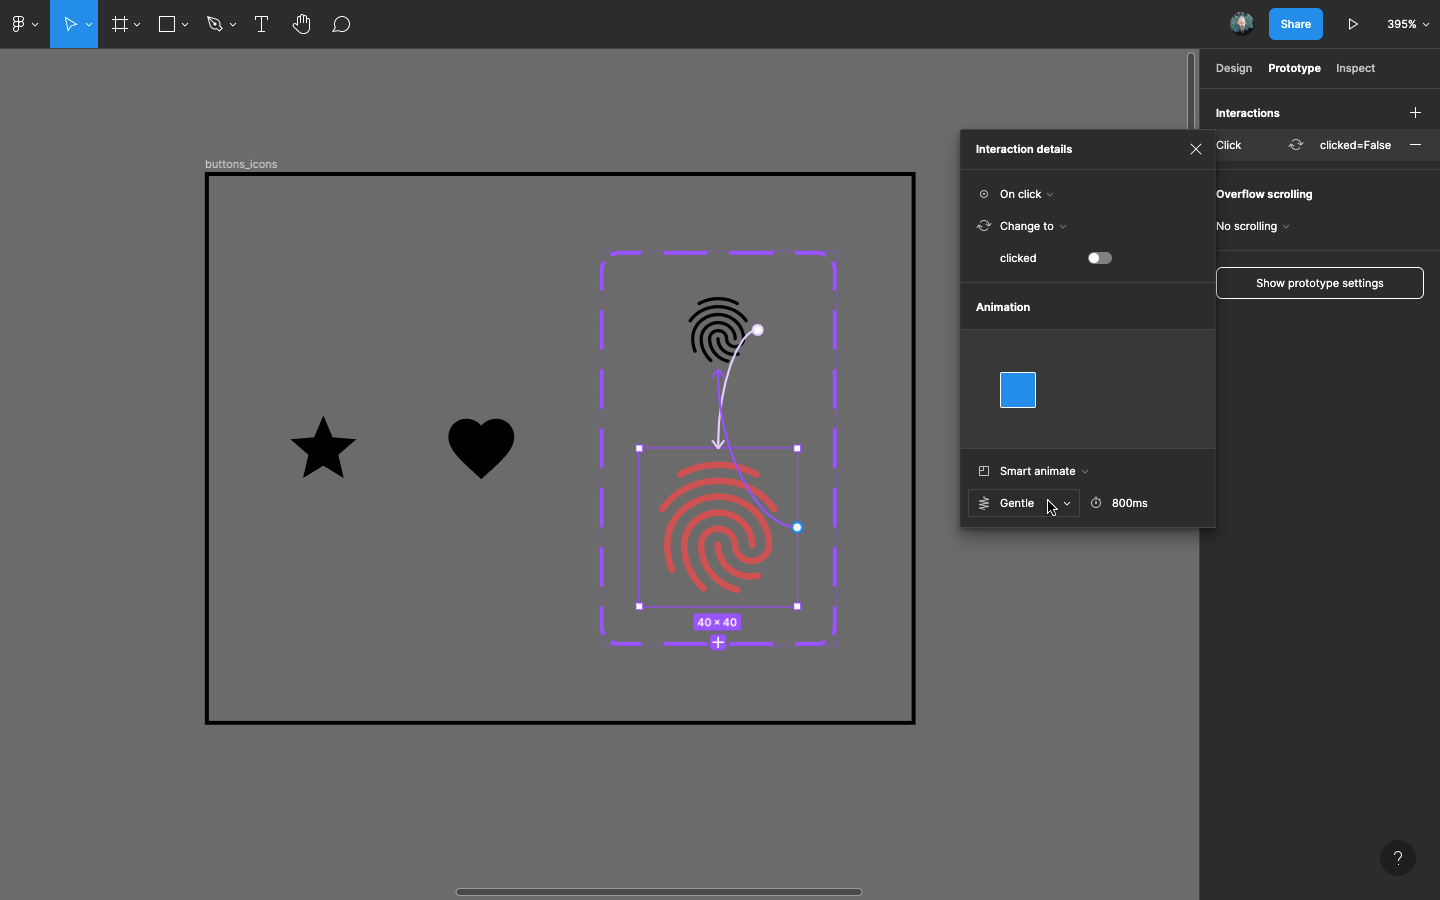 Share
395%
Design Prototype Inspect
Interactions
Click clicked=False
Overflow scrolling
No scrolling
Show prototype settings
Interaction details
On click
Change to
clicked
Animation
Smart animate
Gentle 800ms
buttons_icons
40 × 40
?